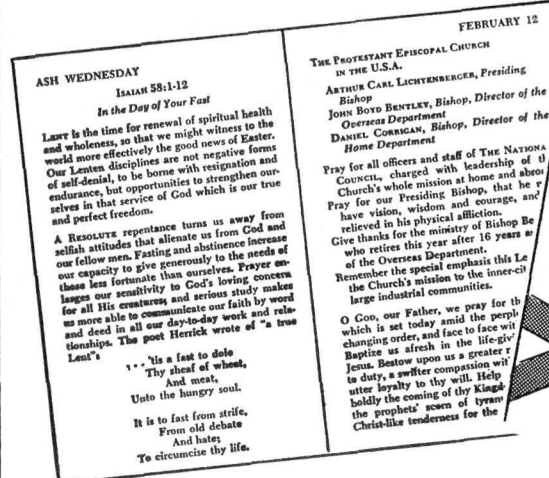 ASH WEDNESDAY
ISAIAH 58:1-12
In the Day of Your Fast
LENT is the time for renewal of spiritual health
and wholeness, so that we might witness to the
world more effectively the good news of Easter.
Our Lenten disciplines are not negative forms
of self-denial, to be borne with resignation and
endurance, but opportunities to strengthen our-
selves in that service of God which is our true
and perfect freedom.
A RESOLUTE repentance turns us away from
selfish attitudes that alienate us from God and
our fellow men. Fasting and abstinence increase
our capacity to give generously to the needs of
those less fortunate than ourselves. Prayer en-
larges our sensitivity to God's loving concern
for all His creatures; and serious study makes
us more able to communicate our faith by word
and deed in all our day-to-day work and rela-
tionships. The poet Herrick wrote of "a true
Lent":
... 'tis a fast to dole
Thy sheaf of wheat,
And meat,
Unto the hungry soul.
It is to fast from strife,
From old debate
And hate;
To circumcise thy life.
FEBRUARY 12
THE PROTESTANT EPISCOPAL CHURCH
IN THE U.S.A.
ARTHUR CARL LICHTENBERGER, Presiding
Bishop
JOHN BOYD BENTLEY, Bishop, Director of the
Overseas Department
DANIEL CORRIGAN, Bishop, Director of the
Home Department
Pray for all officers and staff of THE NATIONA
COUNCIL, charged with leadership of th
Church's whole mission at home and abroa
Pray for our Presiding Bishop, that he
have vision, wisdom and courage, and
relieved in his physical affliction.
Give thanks for the ministry of Bishop Be
who retires this year after 16 years as
of the Overseas Department.
Remember the special emphasis this Le
the Church's mission to the inner-cit
large industrial communities.
O GOD, our Father, we pray for th
which is set today amid the perpl
changing order, and face to face wit
Baptize us afresh in the life-giv
Jesus. Bestow upon us a greater
to duty, a swifter compassion wit
utter loyalty to thy will. Help
boldly the coming of thy Kingd
the prophets' scorn of tyran
Christ-like tenderness for the